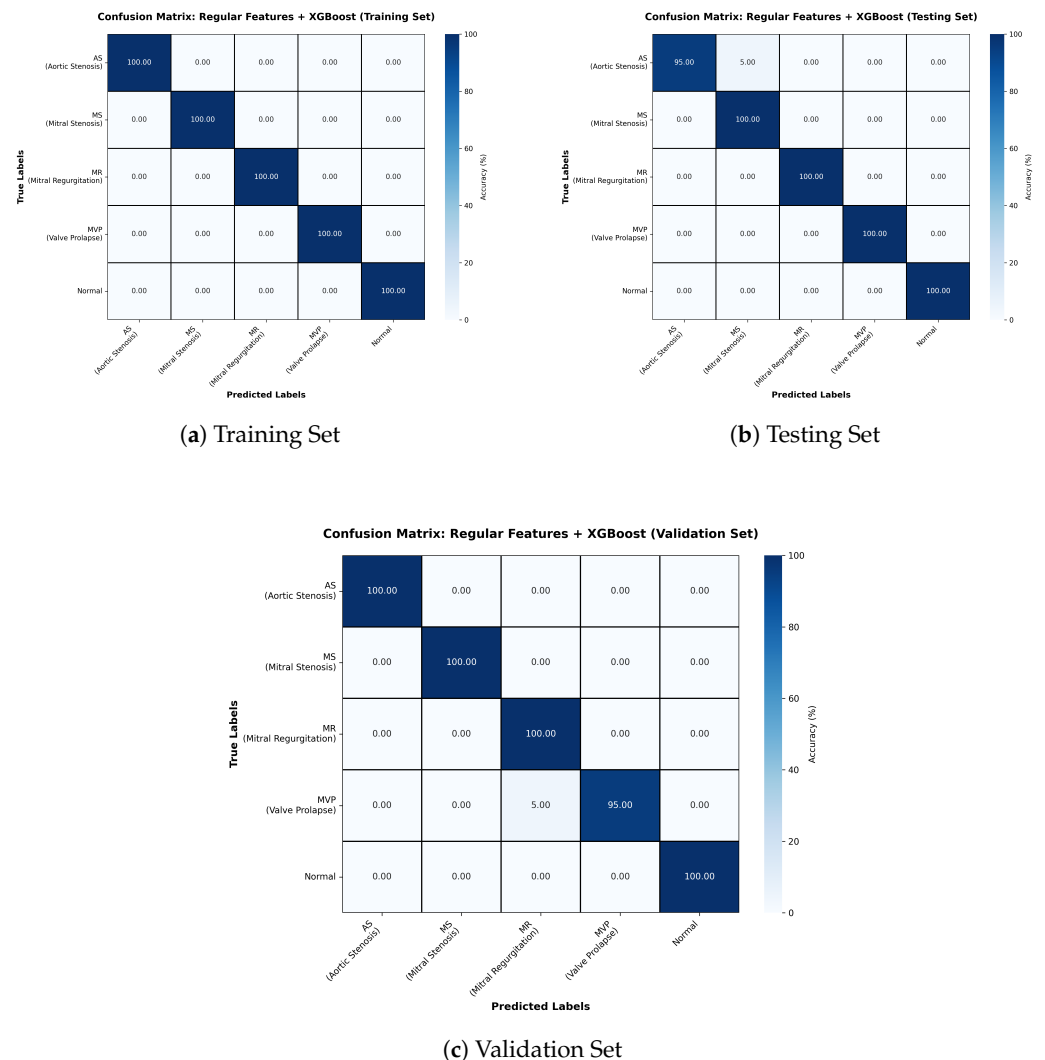 Confusion Matrix: Regular Features + XGBoost (Training Set)
True Labels
AS
(Aortic Stenosis)
100.00 0.00 0.00 0.00 0.00
MS
(Mitral Stenosis)
0.00 100.00 0.00 0.00 0.00
MR
(Mitral Regurgitation)
0.00 0.00 100.00 0.00 0.00
MVP
(Valve Prolapse)
0.00 0.00 0.00 100.00 0.00
Normal
0.00 0.00 0.00 0.00 100.00
AS
(Aortic Stenosis)
MS
(Mitral Stenosis)
MR
(Mitral Regurgitation)
MVP
(Valve Prolapse)
Normal
Predicted Labels
100
80
60
40
20
0
Accuracy (%)
(a) Training Set
Confusion Matrix: Regular Features + XGBoost (Testing Set)
True Labels
AS
(Aortic Stenosis)
95.00 5.00 0.00 0.00 0.00
MS
(Mitral Stenosis)
0.00 100.00 0.00 0.00 0.00
MR
(Mitral Regurgitation)
0.00 0.00 100.00 0.00 0.00
MVP
(Valve Prolapse)
0.00 0.00 0.00 100.00 0.00
Normal
0.00 0.00 0.00 0.00 100.00
AS
(Aortic Stenosis)
MS
(Mitral Stenosis)
MR
(Mitral Regurgitation)
MVP
(Valve Prolapse)
Normal
Predicted Labels
100
80
60
40
20
0
Accuracy (%)
(b) Testing Set
Confusion Matrix: Regular Features + XGBoost (Validation Set)
True Labels
AS
(Aortic Stenosis)
100.00 0.00 0.00 0.00 0.00
MS
(Mitral Stenosis)
0.00 100.00 0.00 0.00 0.00
MR
(Mitral Regurgitation)
0.00 0.00 100.00 0.00 0.00
MVP
(Valve Prolapse)
0.00 0.00 5.00 95.00 0.00
Normal
0.00 0.00 0.00 0.00 100.00
AS
(Aortic Stenosis)
MS
(Mitral Stenosis)
MR
(Mitral Regurgitation)
MVP
(Valve Prolapse)
Normal
Predicted Labels
100
80
60
40
20
0
Accuracy (%)
(c) Validation Set